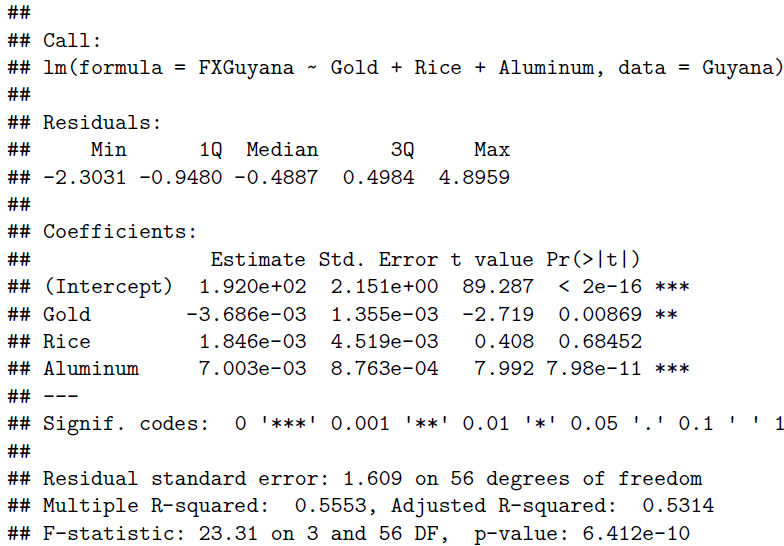 ##
## Call:
## lm(formula = FXGuyana ~ Gold + Rice + Aluminum, data = Guyana)
##
## Residuals:
##     Min      1Q  Median      3Q     Max
## -2.3031 -0.9480 -0.4887  0.4984  4.8959
##
## Coefficients:
##               Estimate Std. Error t value Pr(>|t|)
## (Intercept)  1.920e+02  2.151e+00  89.287  < 2e-16 ***
## Gold        -3.686e-03  1.355e-03  -2.719  0.00869 **
## Rice         1.846e-03  4.519e-03   0.408  0.68452
## Aluminum     7.003e-03  8.763e-04   7.992 7.98e-11 ***
## ---
## Signif. codes:  0 '***' 0.001 '**' 0.01 '*' 0.05 '.' 0.1 ' ' 1
##
## Residual standard error: 1.609 on 56 degrees of freedom
## Multiple R-squared:  0.5553, Adjusted R-squared:  0.5314
## F-statistic: 23.31 on 3 and 56 DF,  p-value: 6.412e-10